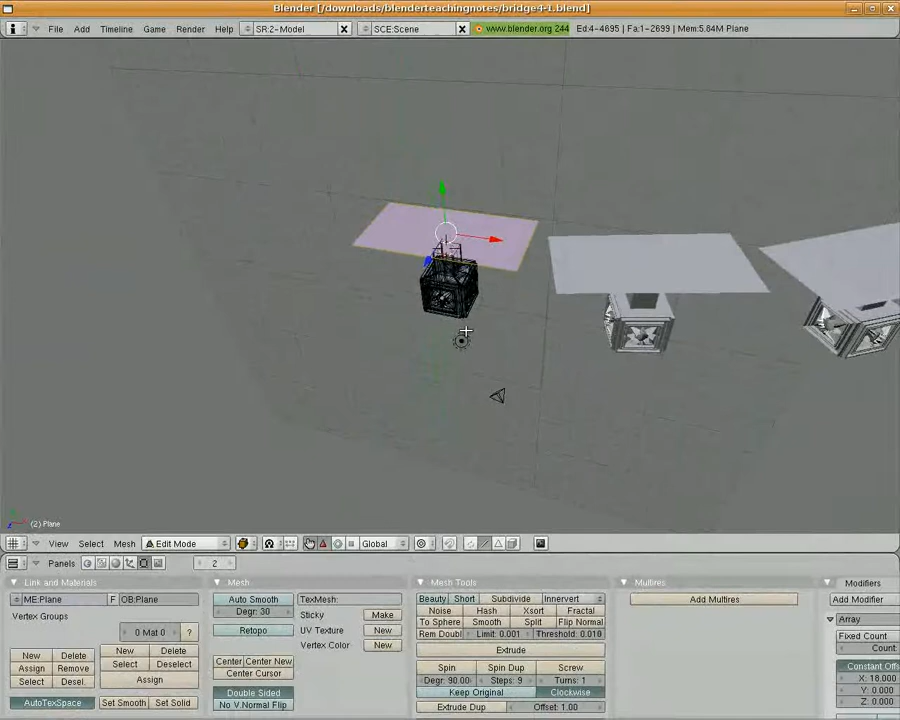 Blender [/downloads/blenderteachingnotes/bridge4-1.blend]
File Add Timeline Game Render Help SR:2-Model SCE:Scene www.blender.org 244 Ed:4-4695 | Fa:1-2699 | Mem:5.84M Plane
(2) Plane
View Select Mesh Edit Mode Global
Panels 2
Link and Materials Mesh Mesh Tools Multires Modifiers
ME:Plane F OB:Plane Auto Smooth TexMesh: Beauty Short Subdivide Innervert Add Multires Add Modifier
Degr: 30 Sticky Make Noise Hash Xsort Fractal
Vertex Groups To Sphere Smooth Split Flip Normal Array
0 Mat 0 ? Retopo UV Texture New Rem Doubl Limit: 0.001 Threshold: 0.010 Fixed Count
Vertex Color New Extrude Count:
New Delete New Delete Center Center New Spin Spin Dup Screw Constant Offs
Assign Remove Select Deselect Center Cursor Degr: 90.00 Steps: 9 Turns: 1 X: 18.000
Select Desel. Assign Double Sided Keep Original Clockwise Y: 0.000
AutoTexSpace Set Smooth Set Solid No V.Normal Flip Extrude Dup Offset: 1.00 Z: 0.000